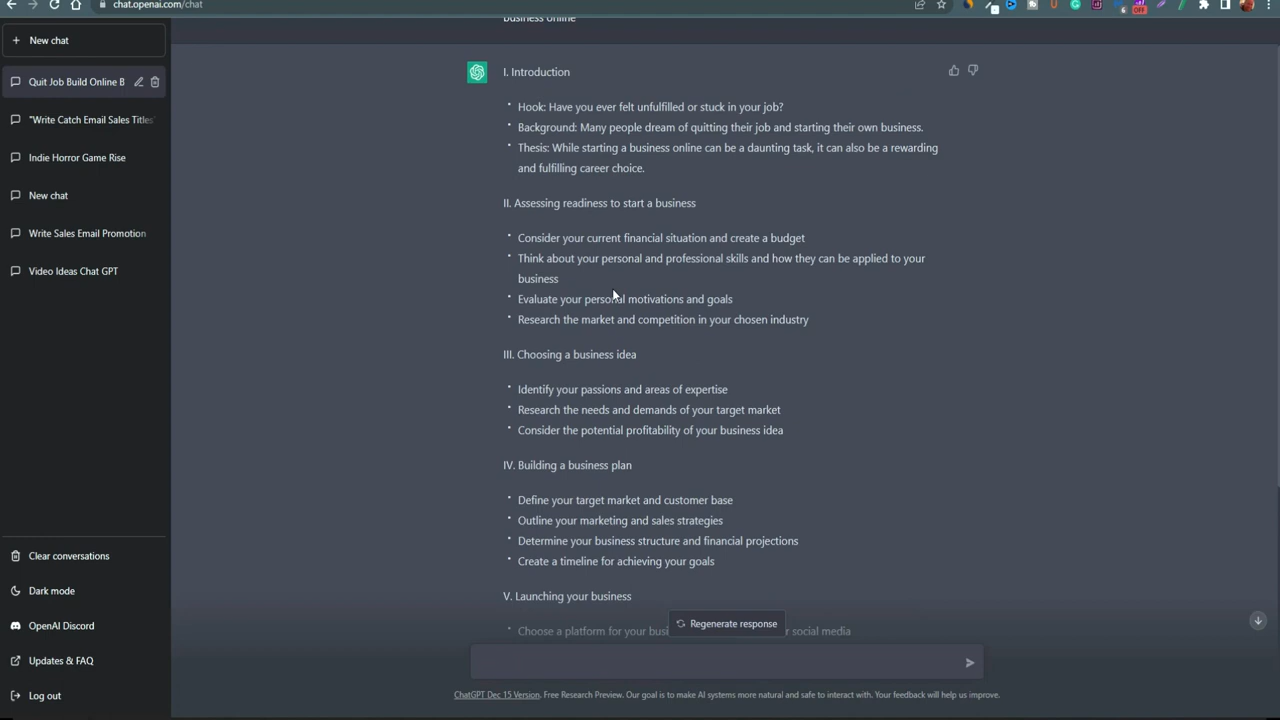 chat.openai.com/chat
New chat
Quit Job Build Online B
"Write Catch Email Sales Titles"
Indie Horror Game Rise
New chat
Write Sales Email Promotion
Video Ideas Chat GPT
Clear conversations
Dark mode
OpenAI Discord
Updates & FAQ
Log out
OFF
6
Business online
I. Introduction
• Hook: Have you ever felt unfulfilled or stuck in your job?
• Background: Many people dream of quitting their job and starting their own business.
• Thesis: While starting a business online can be a daunting task, it can also be a rewarding
and fulfilling career choice.
II. Assessing readiness to start a business
• Consider your current financial situation and create a budget
• Think about your personal and professional skills and how they can be applied to your
business
• Evaluate your personal motivations and goals
• Research the market and competition in your chosen industry
III. Choosing a business idea
• Identify your passions and areas of expertise
• Research the needs and demands of your target market
• Consider the potential profitability of your business idea
IV. Building a business plan
• Define your target market and customer base
• Outline your marketing and sales strategies
• Determine your business structure and financial projections
• Create a timeline for achieving your goals
V. Launching your business
• Choose a platform for your busi social media
Regenerate response
ChatGPT Dec 15 Version. Free Research Preview. Our goal is to make AI systems more natural and safe to interact with. Your feedback will help us improve.